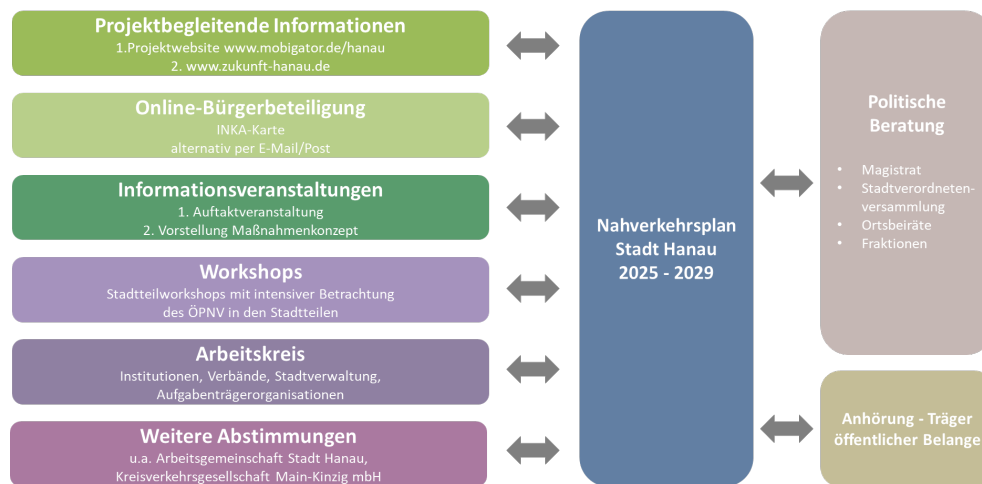 Projektbegleitende Informationen
1.Projektwebsite www.mobigator.de/hanau
2. www.zukunft-hanau.de
Online-Bürgerbeteiligung
INKA-Karte
alternativ per E-Mail/Post
Informationsveranstaltungen
1. Auftaktveranstaltung
2. Vorstellung Maßnahmenkonzept
Workshops
Stadtteilworkshops mit intensiver Betrachtung
des ÖPNV in den Stadtteilen
Arbeitskreis
Institutionen, Verbände, Stadtverwaltung,
Aufgabenträgerorganisationen
Weitere Abstimmungen
u.a. Arbeitsgemeinschaft Stadt Hanau,
Kreisverkehrsgesellschaft Main-Kinzig mbH
Nahverkehrsplan
Stadt Hanau
2025 - 2029
Politische
Beratung
• Magistrat
• Stadtverordneten-
versammlung
• Ortsbeiräte
• Fraktionen
Anhörung - Träger
öffentlicher Belange